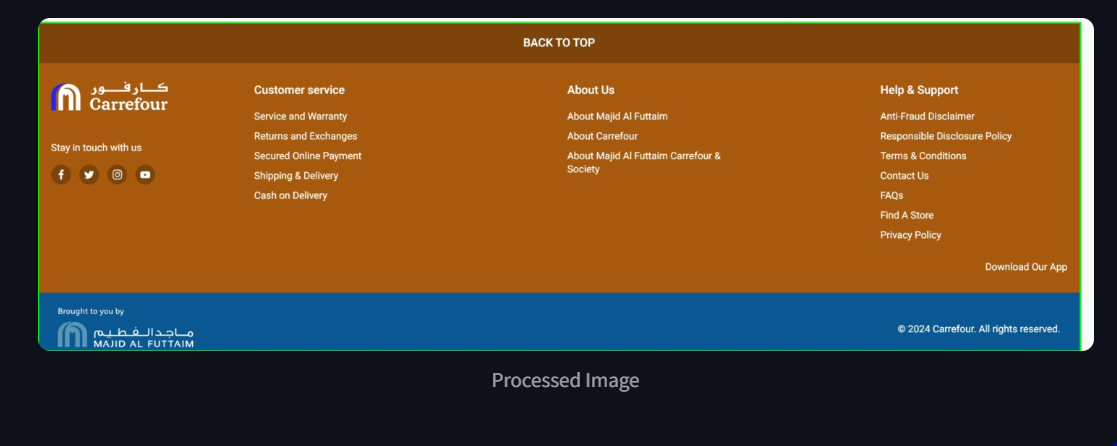 BACK TO TOP
كارفور
Carrefour
Stay in touch with us
Customer service
Service and Warranty
Returns and Exchanges
Secured Online Payment
Shipping & Delivery
Cash on Delivery
About Us
About Majid Al Futtaim
About Carrefour
About Majid Al Futtaim Carrefour &
Society
Help & Support
Anti-Fraud Disclaimer
Responsible Disclosure Policy
Terms & Conditions
Contact Us
FAQs
Find A Store
Privacy Policy
Download Our App
Brought to you by
ماجد الفطيم
MAJID AL FUTTAIM
© 2024 Carrefour. All rights reserved.
Processed Image